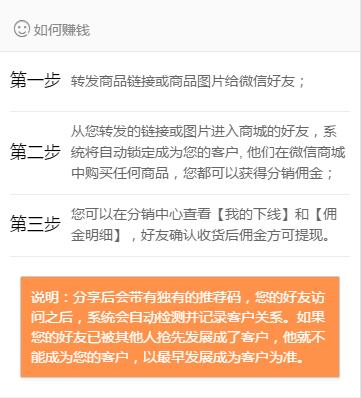 如何赚钱
第一步 转发商品链接或商品图片给微信好友；
从您转发的链接或图片进入商城的好友，系
第二步 统将自动锁定成为您的客户, 他们在微信商城
中购买任何商品，您都可以获得分销佣金；
第三步 您可以在分销中心查看【我的下线】和【佣
金明细】，好友确认收货后佣金方可提现。
说明：分享后会带有独有的推荐码，您的好友访
问之后，系统会自动检测并记录客户关系。如果
您的好友已被其他人抢先发展成了客户，他就不
能成为您的客户，以最早发展成为客户为准。